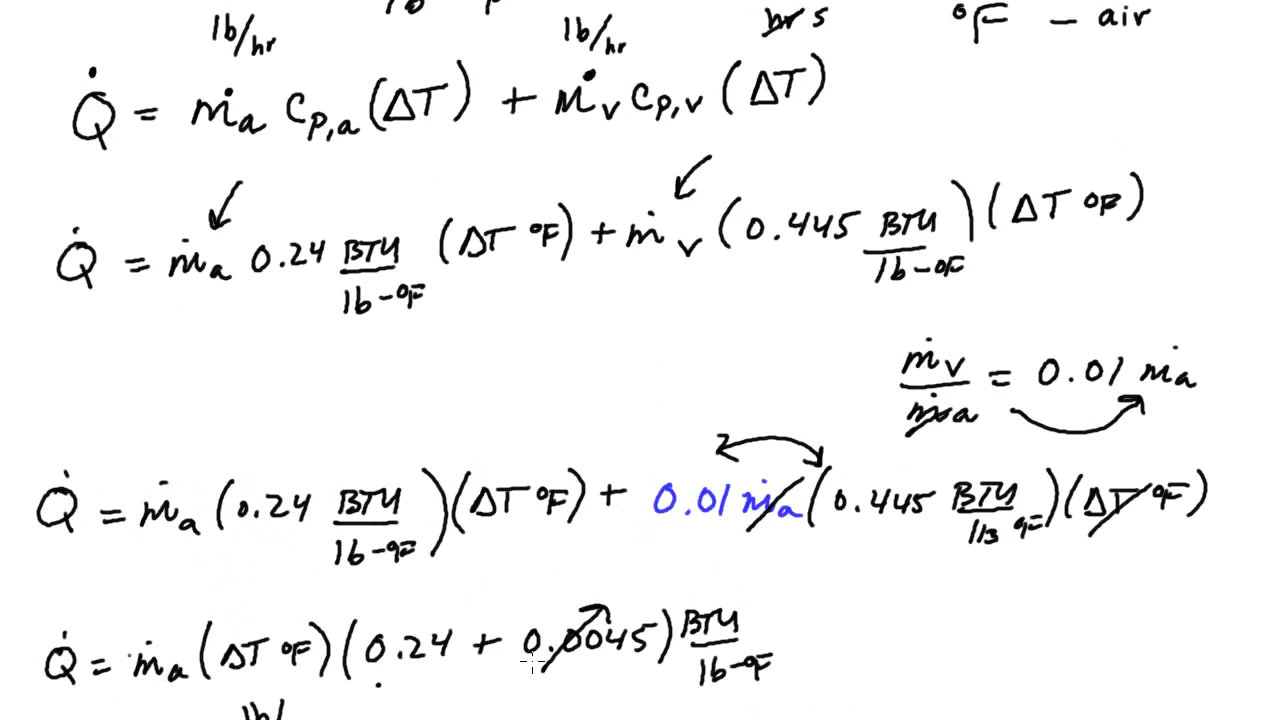 lb/hr lb/hr hr s °F – air
Q̇ = ṁa Cp,a (ΔT) + ṁv Cp,v (ΔT)
Q̇ = ṁa 0.24 BTU/lb-°F (ΔT °F) + ṁv (0.445 BTU/lb-°F) (ΔT °F)
ṁv/ṁa = 0.01 ṁa
Q̇ = ṁa (0.24 BTU/lb-°F) (ΔT °F) + 0.01 ṁa (0.445 BTU/lb °F) (ΔT °F)
Q̇ = ṁa (ΔT °F) (0.24 + 0.0045) BTU/lb-°F